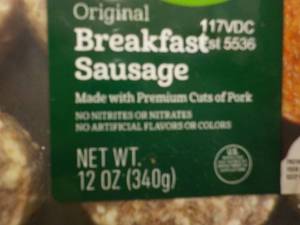 Original
117VDC
Breakfast st 5536
Sausage
Made with Premium Cuts of Pork
NO NITRITES OR NITRATES
NO ARTIFICIAL FLAVORS OR COLORS
NET WT.
12 OZ (340g)
U.S.